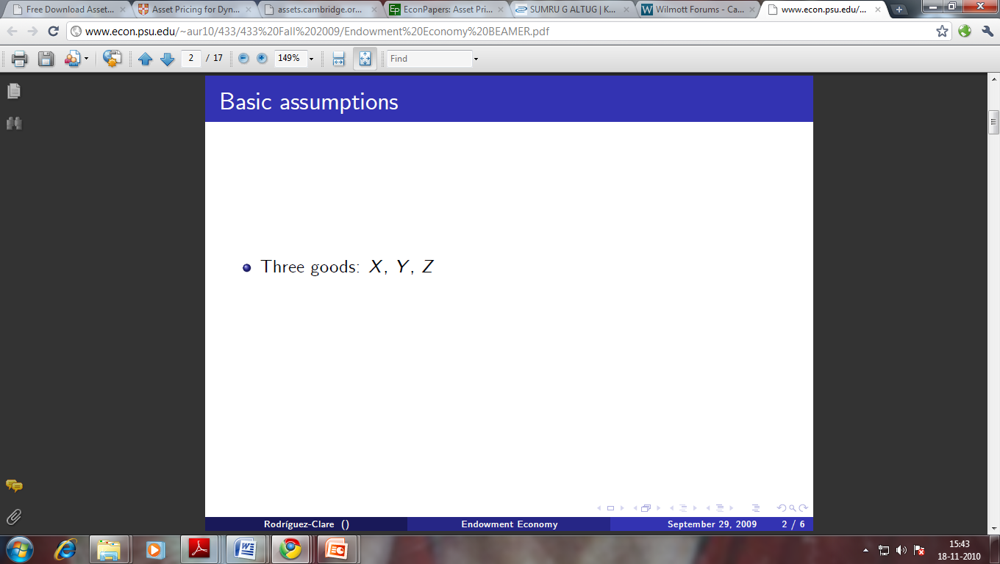 Free Download Asset...
Asset Pricing for Dyn...
assets.cambridge.or...
Ep EconPapers: Asset Pri...
SUMRU G ALTUG | K...
W Wilmott Forums - Ca...
www.econ.psu.edu/...
www.econ.psu.edu/~aur10/433/433%20Fall%202009/Endowment%20Economy%20BEAMER.pdf
2 / 17 149% Find
Basic assumptions
Three goods: X, Y, Z
Rodríguez-Clare () Endowment Economy September 29, 2009 2 / 6
15:43
18-11-2010